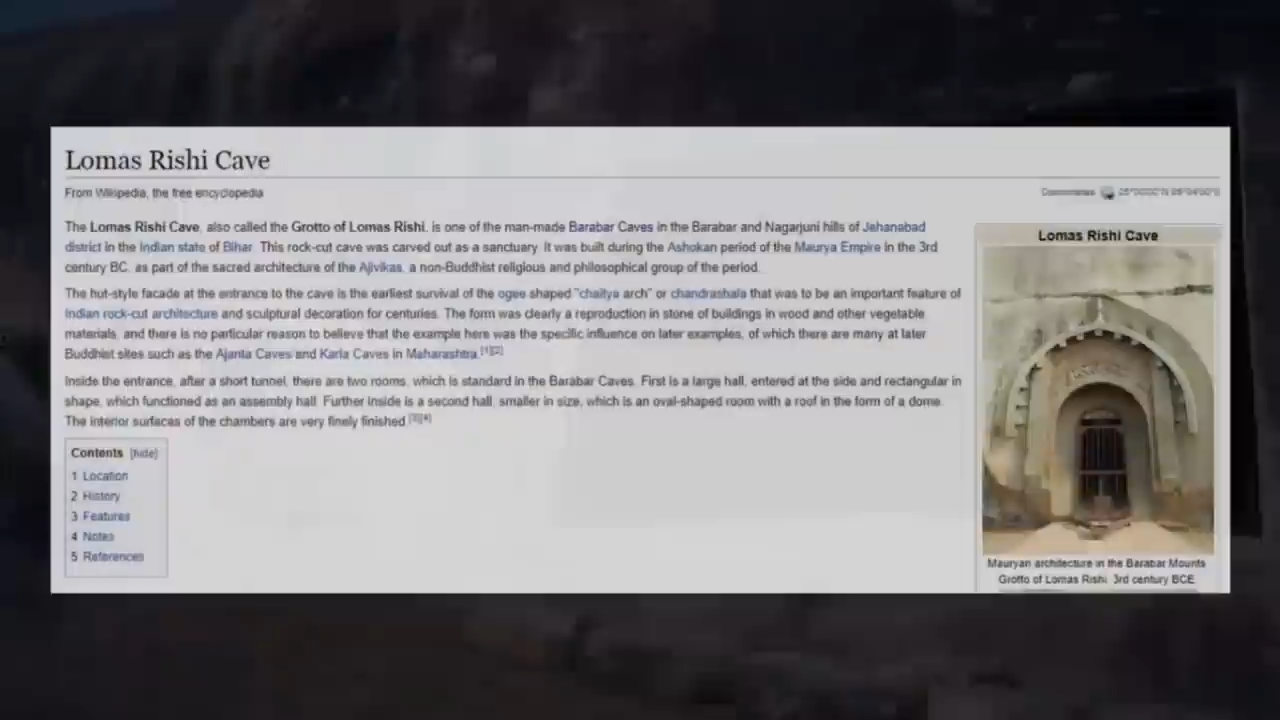 Lomas Rishi Cave
From Wikipedia, the free encyclopedia
Coordinates
The Lomas Rishi Cave, also called the Grotto of Lomas Rishi, is one of the man-made Barabar Caves in the Barabar and Nagarjuni hills of Jehanabad
district in the Indian state of Bihar. This rock-cut cave was carved out as a sanctuary. It was built during the Ashokan period of the Maurya Empire in the 3rd
century BC, as part of the sacred architecture of the Ajivikas, a non-Buddhist religious and philosophical group of the period.
The hut-style facade at the entrance to the cave is the earliest survival of the ogee shaped "chaitya arch" or chandrashala that was to be an important feature of
Indian rock-cut architecture and sculptural decoration for centuries. The form was clearly a reproduction in stone of buildings in wood and other vegetable
materials, and there is no particular reason to believe that the example here was the specific influence on later examples, of which there are many at later
Buddhist sites such as the Ajanta Caves and Karla Caves in Maharashtra.[1][2]
Inside the entrance, after a short tunnel, there are two rooms, which is standard in the Barabar Caves. First is a large hall, entered at the side and rectangular in
shape, which functioned as an assembly hall. Further inside is a second hall, smaller in size, which is an oval-shaped room with a roof in the form of a dome.
The interior surfaces of the chambers are very finely finished.[3][4]
Contents [hide]
1 Location
2 History
3 Features
4 Notes
5 References
Lomas Rishi Cave
Mauryan architecture in the Barabar Mounts
Grotto of Lomas Rishi. 3rd century BCE